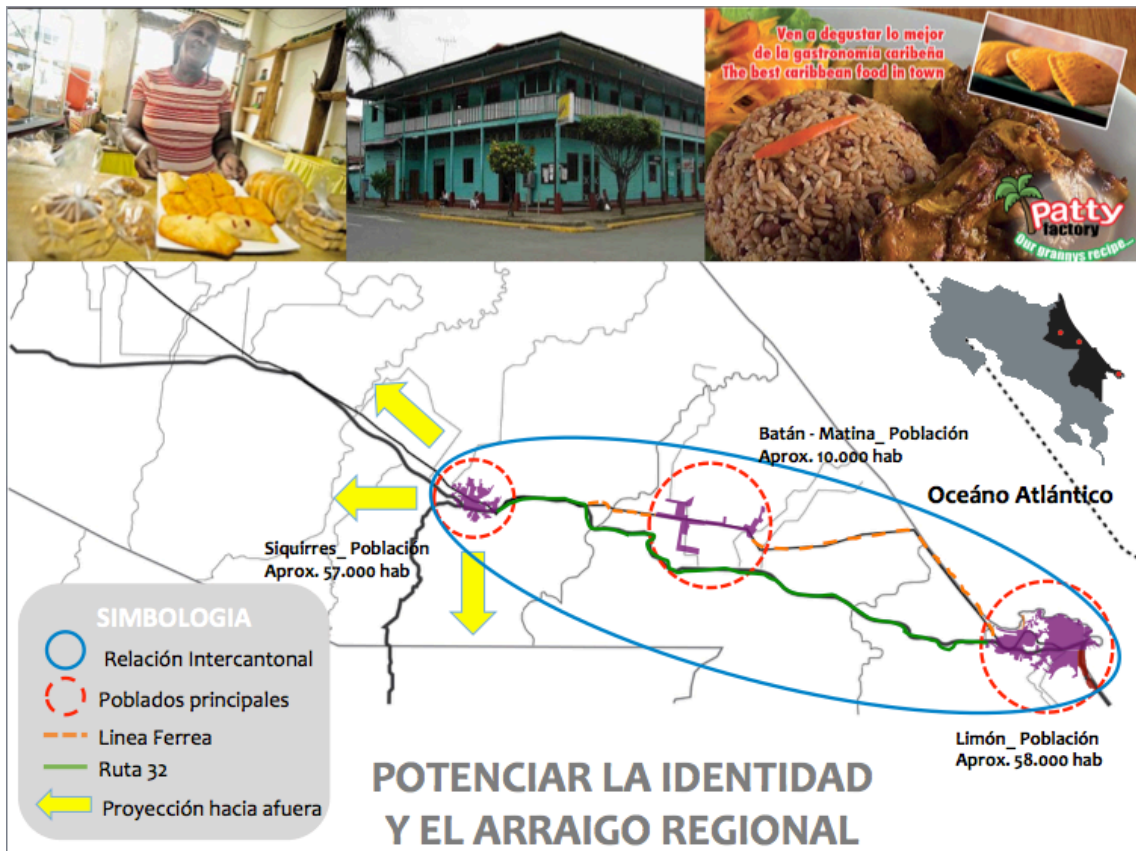 Ven a degustar lo mejor
de la gastronomía caribeña
The best caribbean food in town
Patty
factory
Our grannys recipe...
Batán - Matina_ Población
Aprox. 10.000 hab
Oceáno Atlántico
Siquirres_ Población
Aprox. 57.000 hab
SIMBOLOGIA
Relación Intercantonal
Poblados principales
Linea Ferrea
Ruta 32
Proyección hacia afuera
Limón_ Población
Aprox. 58.000 hab
POTENCIAR LA IDENTIDAD
Y EL ARRAIGO REGIONAL